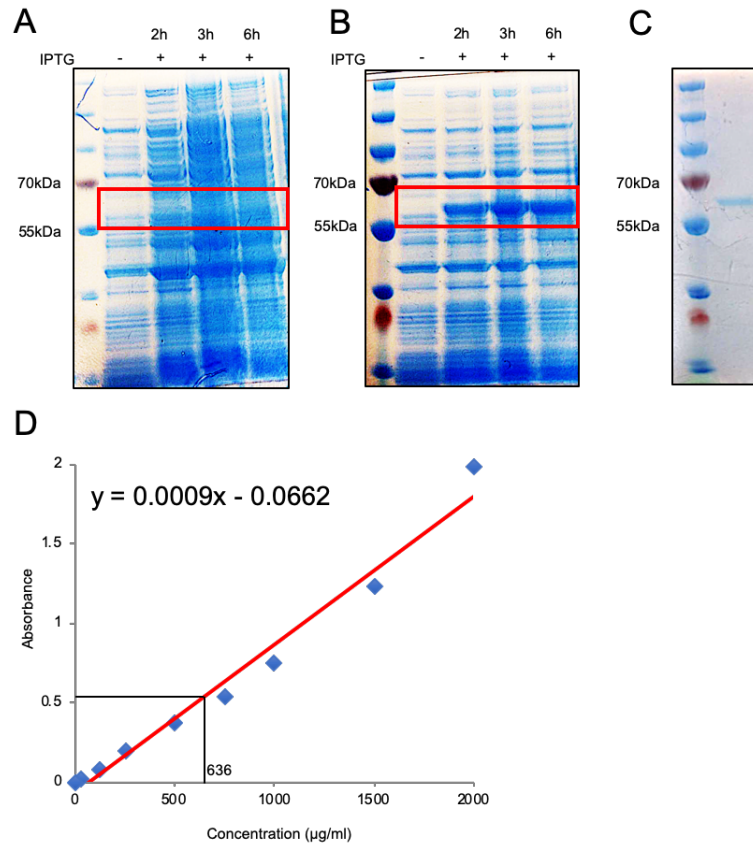 A
2h 3h 6h
IPTG - + + +
70kDa
55kDa
B
2h 3h 6h
IPTG - + + +
70kDa
55kDa
C
70kDa
55kDa
D
y = 0.0009x - 0.0662
2
1.5
1
0.5
0
Absorbance
636
0 500 1000 1500 2000
Concentration (µg/ml)